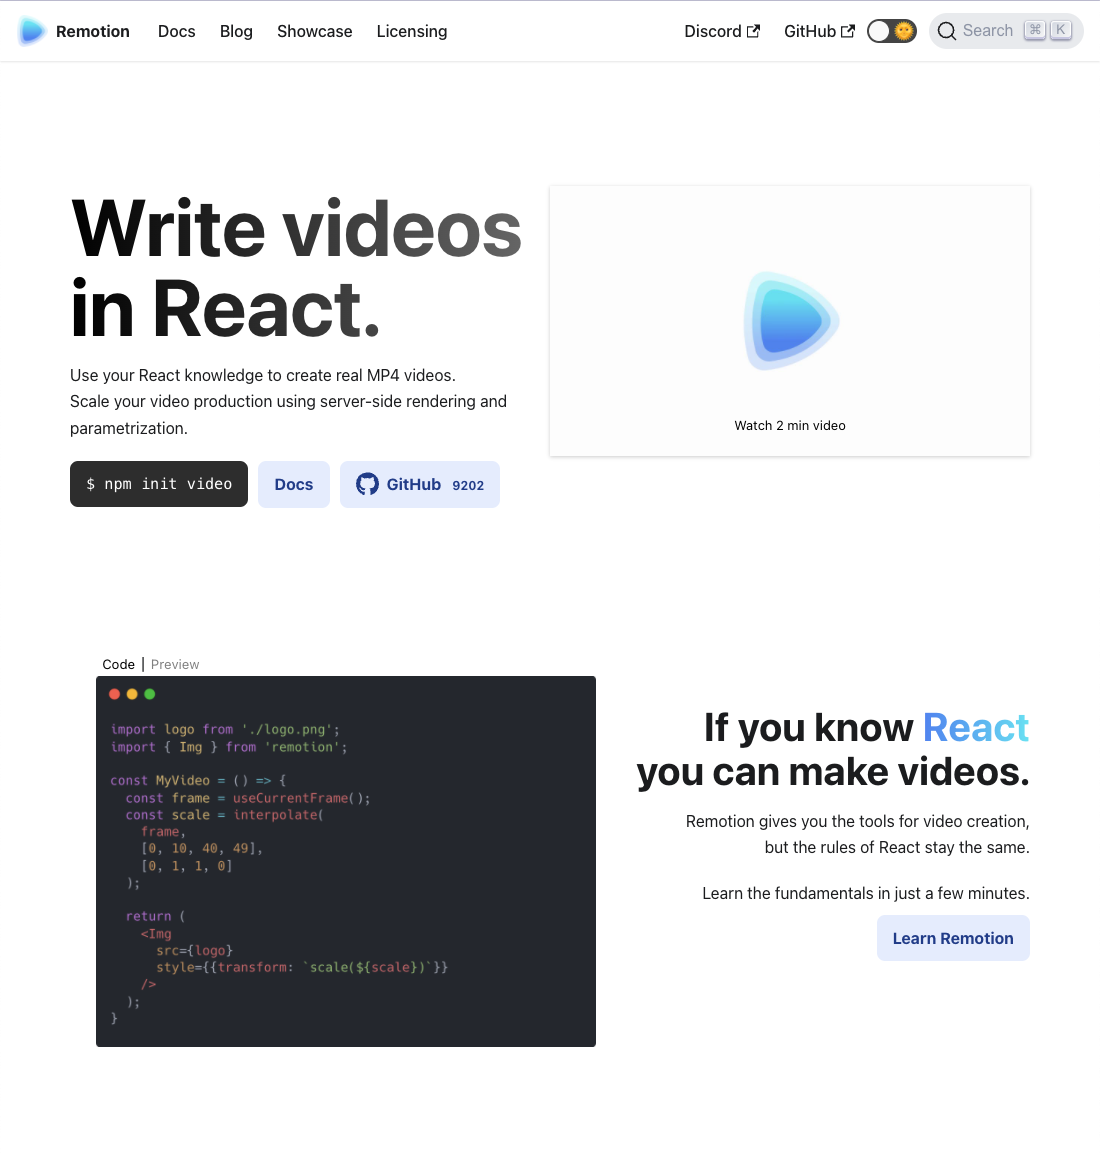 Remotion Docs Blog Showcase Licensing Discord GitHub Search ⌘ K
Write videos
in React.
Use your React knowledge to create real MP4 videos.
Scale your video production using server-side rendering and
parametrization.
$ npm init video Docs GitHub 9202
Watch 2 min video
Code | Preview
import logo from './logo.png';
import { Img } from 'remotion';
const MyVideo = () => {
  const frame = useCurrentFrame();
  const scale = interpolate(
    frame,
    [0, 10, 40, 49],
    [0, 1, 1, 0]
  );
  return (
    <Img
      src={logo}
      style={{transform: `scale(${scale})`}}
    />
  );
}
If you know React
you can make videos.
Remotion gives you the tools for video creation,
but the rules of React stay the same.
Learn the fundamentals in just a few minutes.
Learn Remotion